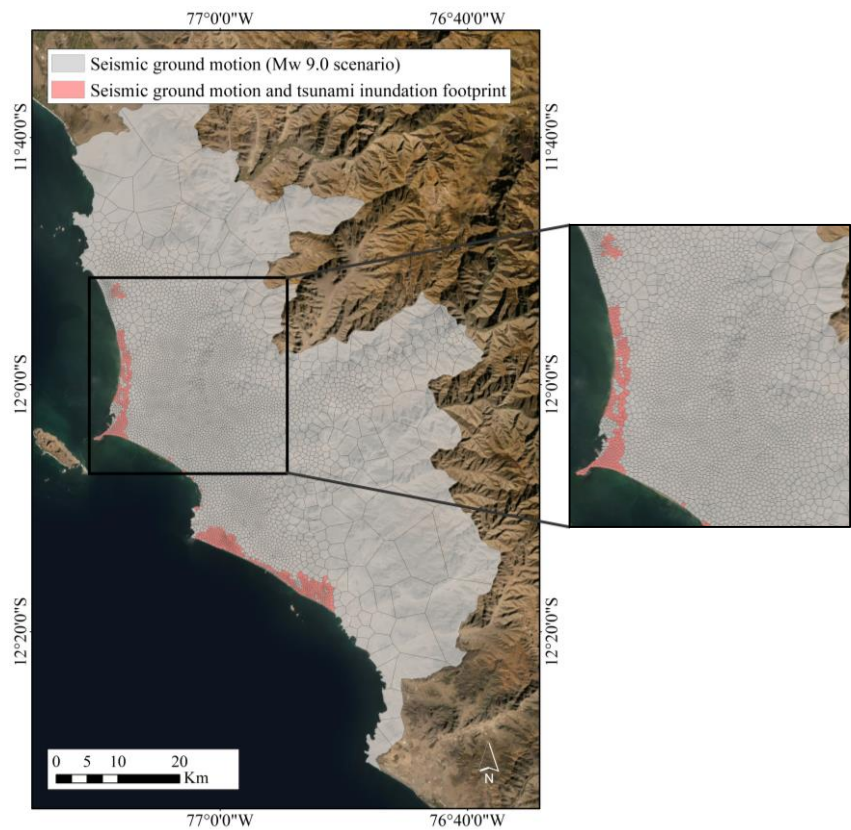 77°0'0"W 76°40'0"W
Seismic ground motion (Mw 9.0 scenario)
Seismic ground motion and tsunami inundation footprint
11°40'0"S 11°40'0"S
12°0'0"S 12°0'0"S
12°20'0"S 12°20'0"S
0 5 10 20
Km
N
77°0'0"W 76°40'0"W